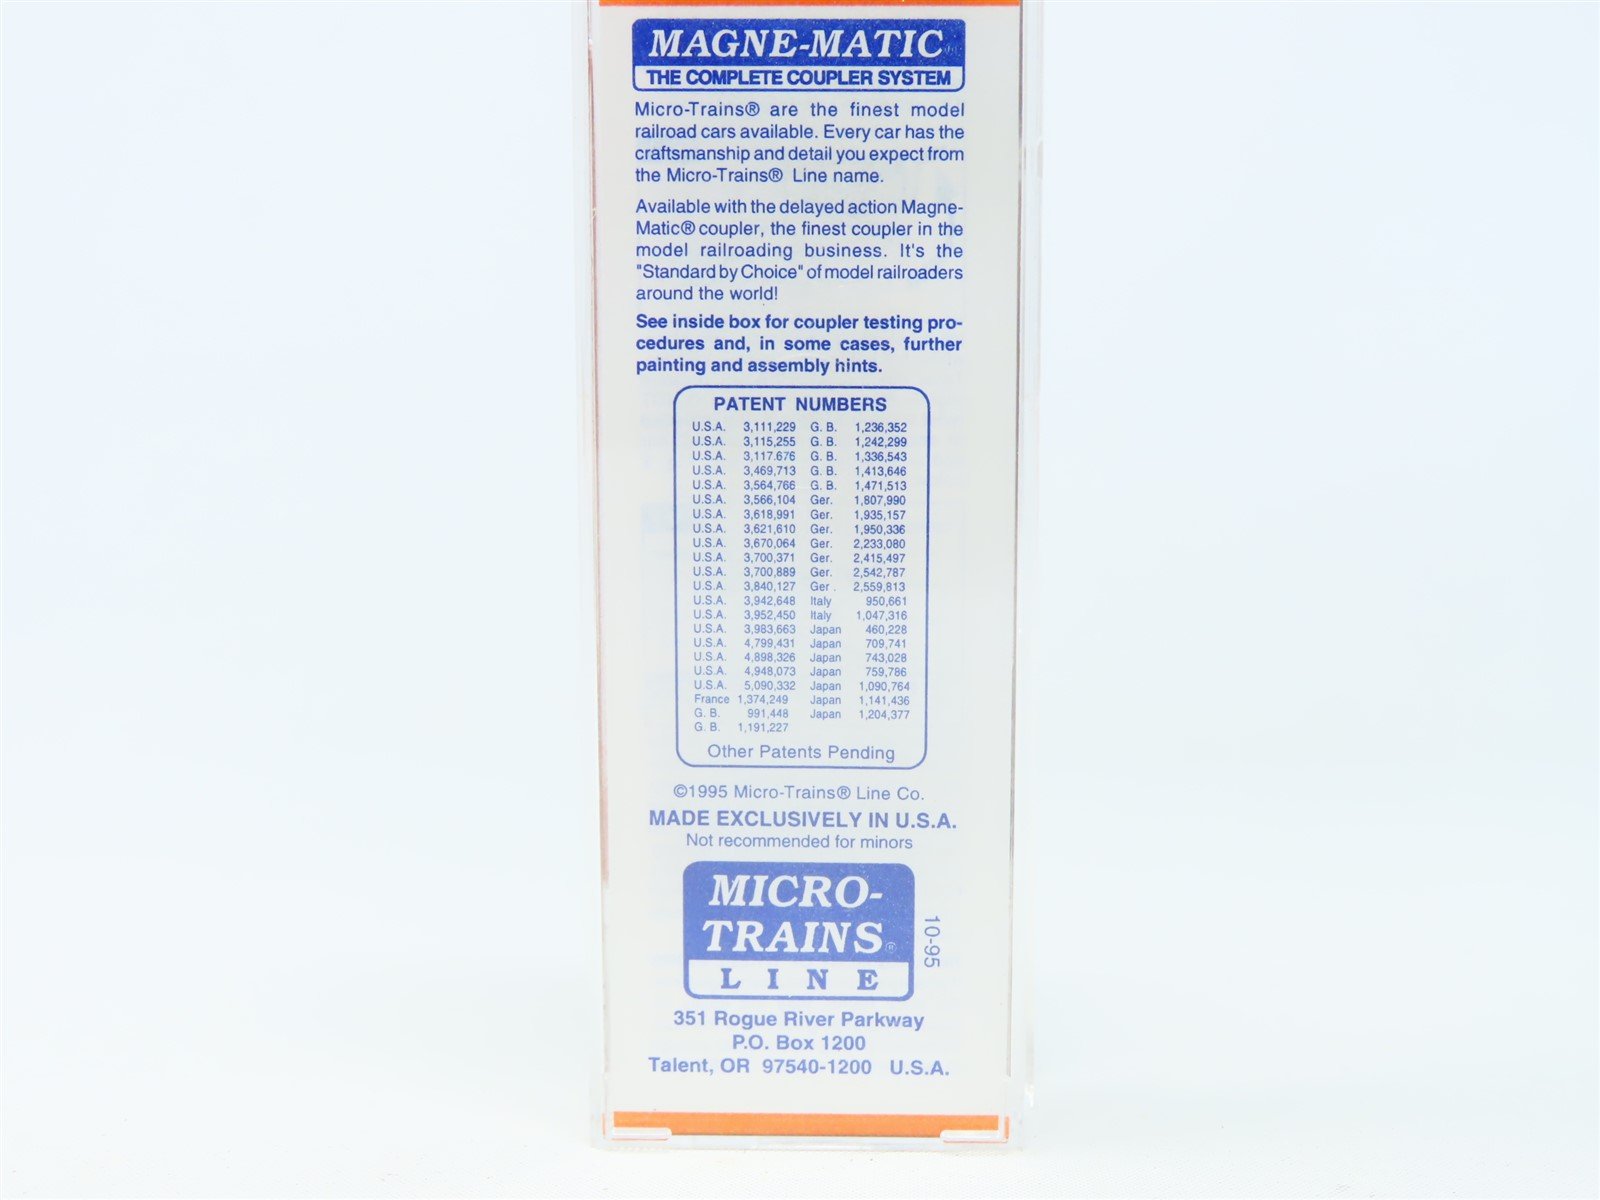 MAGNE-MATIC®
THE COMPLETE COUPLER SYSTEM
Micro-Trains® are the finest model
railroad cars available. Every car has the
craftsmanship and detail you expect from
the Micro-Trains® Line name.
Available with the delayed action Magne-
Matic® coupler, the finest coupler in the
model railroading business. It's the
"Standard by Choice" of model railroaders
around the world!
See inside box for coupler testing pro-
cedures and, in some cases, further
painting and assembly hints.
PATENT NUMBERS
U.S.A. 3,111,229 G. B. 1,236,352
U.S.A. 3,115,255 G. B. 1,242,299
U.S.A. 3,117.676 G. B. 1,336,543
U.S.A. 3,469,713 G. B. 1,413,646
U.S.A. 3,564,766 G. B. 1,471,513
U.S.A. 3,566,104 Ger. 1,807,990
U.S.A. 3,618,991 Ger. 1,935,157
U.S.A. 3,621,610 Ger. 1,950,336
U.S.A. 3,670,064 Ger. 2,233,080
U.S.A. 3,700,371 Ger. 2,415,497
U.S.A. 3,700,889 Ger. 2,542,787
U.S.A. 3,840,127 Ger . 2,559,813
U.S.A. 3,942,648 Italy 950,661
U.S.A. 3,952,450 Italy 1,047,316
U.S.A. 3,983,663 Japan 460,228
U.S.A. 4,799,431 Japan 709,741
U.S.A. 4,898,326 Japan 743,028
U.S.A. 4,948,073 Japan 759,786
U.S.A. 5,090,332 Japan 1,090,764
France 1,374,249 Japan 1,141,436
G. B. 991,448 Japan 1,204,377
G. B. 1,191,227
Other Patents Pending
©1995 Micro-Trains® Line Co.
MADE EXCLUSIVELY IN U.S.A.
Not recommended for minors
MICRO-
TRAINS®
LINE
10-95
351 Rogue River Parkway
P.O. Box 1200
Talent, OR 97540-1200 U.S.A.